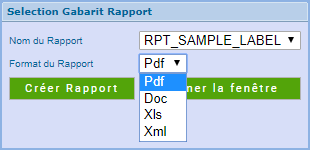 Selection Gabarit Rapport
Nom du Rapport RPT_SAMPLE_LABEL
Format du Rapport Pdf
Pdf
Créer Rapport la fenêtre
Doc
Xls
Xml